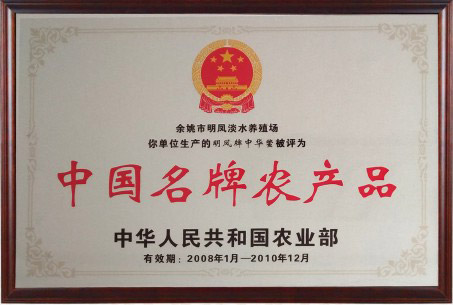 余姚市明凤淡水养殖场
你单位生产的明凤牌中华鳖被评为
中国名牌农产品
中华人民共和国农业部
有效期：2008年1月—2010年12月